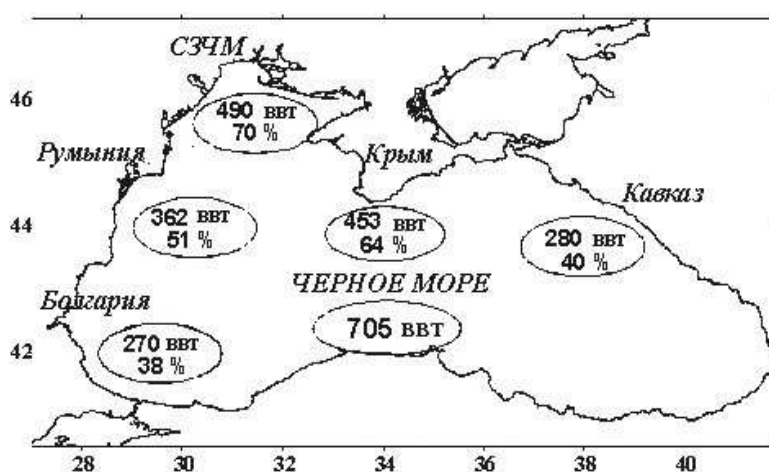 СЗЧМ
46
490 ВВТ
70 %
Румыния
Крым
Кавказ
44
362 ВВТ
51 %
453 ВВТ
64 %
280 ВВТ
40 %
ЧЕРНОЕ МОРЕ
Болгария
705 ВВТ
42
270 ВВТ
38 %
28 30 32 34 36 38 40